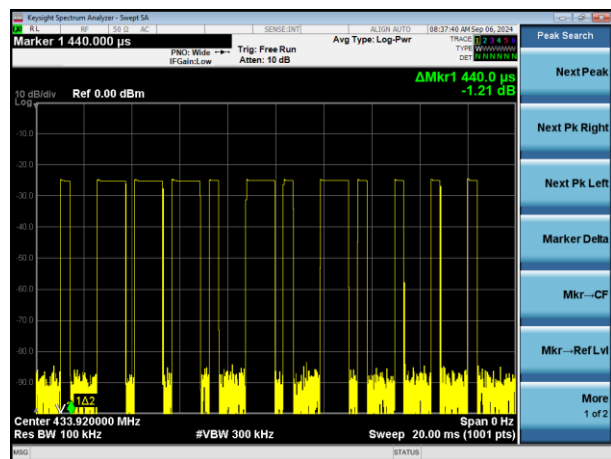 Keysight Spectrum Analyzer - Swept SA
RL RF 50 Ω AC SENSE:INT ALIGN AUTO 08:37:40 AM Sep 06, 2024
Marker 1 440.000 μs
PNO: Wide
IFGain:Low
Trig: Free Run
Atten: 10 dB
Avg Type: Log-Pwr
TRACE 1 2 3 4 5 6
TYPE WWWWWW
DET N N N N N N
ΔMkr1 440.0 μs
-1.21 dB
10 dB/div Ref 0.00 dBm
Log
-10.0
-20.0
-30.0
-40.0
-50.0
-60.0
-70.0
-80.0
-90.0
1Δ2
Center 433.920000 MHz
Span 0 Hz
Res BW 100 kHz
#VBW 300 kHz
Sweep 20.00 ms (1001 pts)
MSG
STATUS
Peak Search
Next Peak
Next Pk Right
Next Pk Left
Marker Delta
Mkr→CF
Mkr→Ref Lvl
More
1 of 2